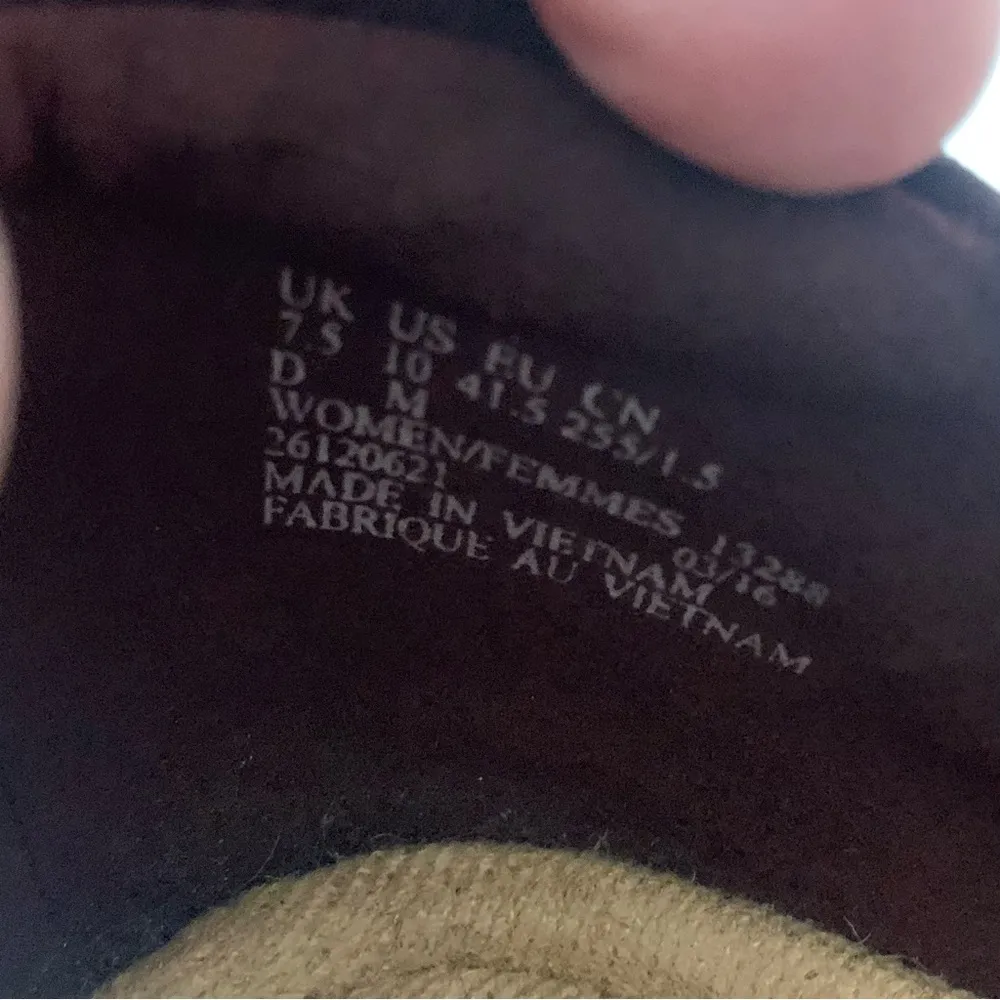 UK US EU CN
7.5 10 41.5 255/1.5
D M
WOMEN/FEMMES 13288
26120621 03/16
MADE IN VIETNAM
FABRIQUE AU VIETNAM